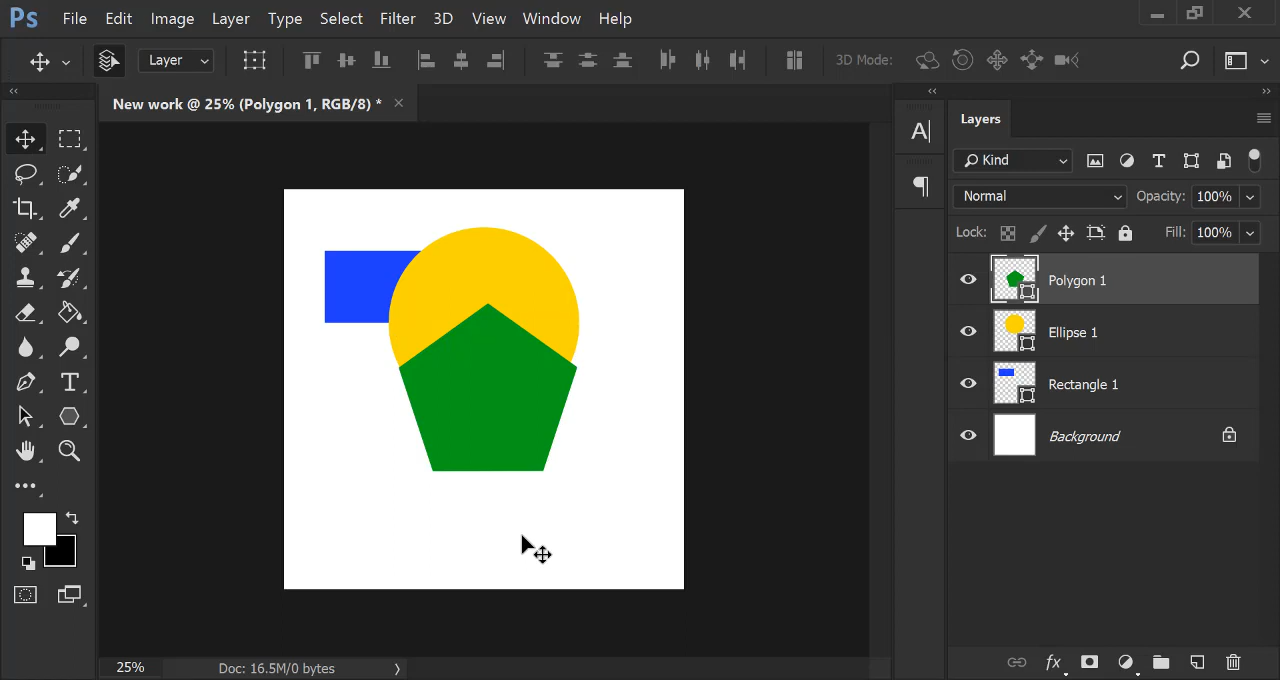 Ps File Edit Image Layer Type Select Filter 3D View Window Help
Layer 3D Mode:
New work @ 25% (Polygon 1, RGB/8) *
A
Layers
Kind
Normal Opacity: 100%
Lock: Fill: 100%
Polygon 1
Ellipse 1
Rectangle 1
Background
25% Doc: 16.5M/0 bytes